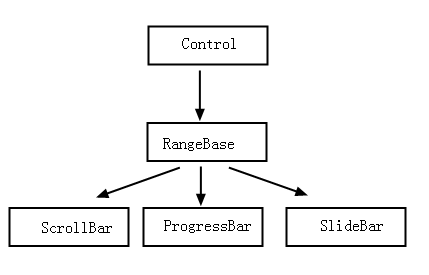 Control
RangeBase
ScrollBar
ProgressBar
SlideBar